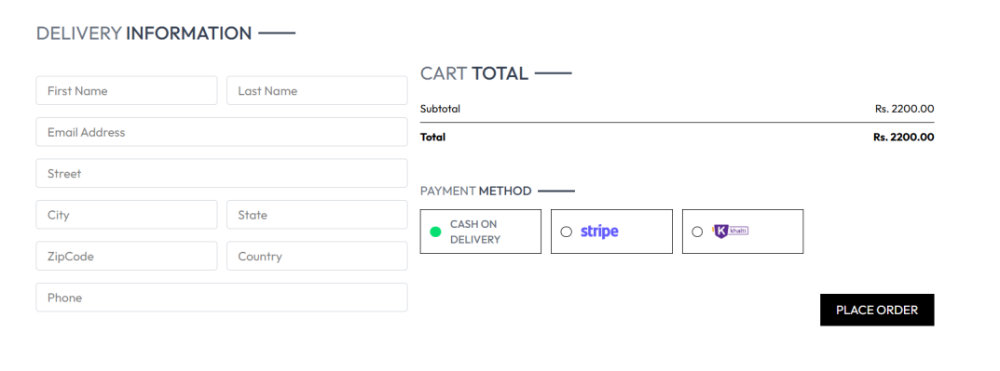 DELIVERY INFORMATION
First Name
Last Name
Email Address
Street
City
State
ZipCode
Country
Phone
CART TOTAL
Subtotal Rs. 2200.00
Total Rs. 2200.00
PAYMENT METHOD
CASH ON
DELIVERY
stripe
K khalti
PLACE ORDER